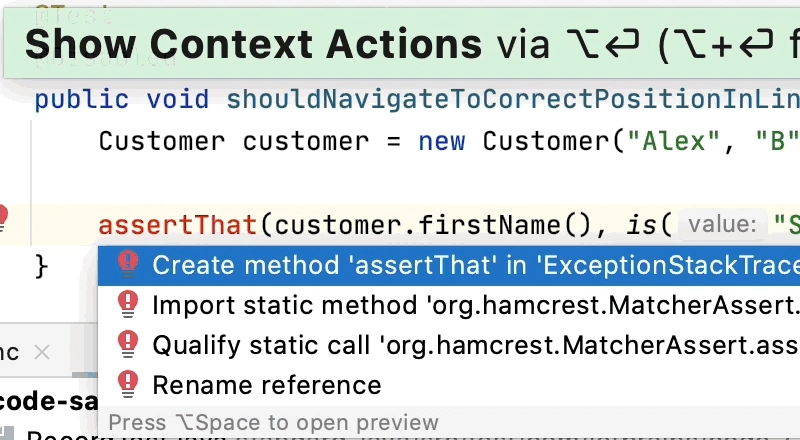 @Test
Show Context Actions via ⌥⏎ (⌥+⏎ f
public void shouldNavigateToCorrectPositionInLin
Customer customer = new Customer("Alex", "B"
assertThat(customer.firstName(), is( value: "S
}
Create method 'assertThat' in 'ExceptionStackTrace
Import static method 'org.hamcrest.MatcherAssert.
Qualify static call 'org.hamcrest.MatcherAssert.ass
nc ×
Rename reference
code-sa
Press ⌥Space to open preview